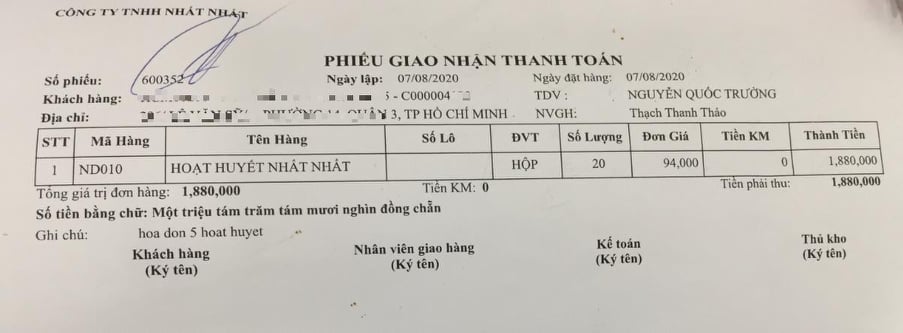 CÔNG TY TNHH NHẤT NHẤT
PHIẾU GIAO NHẬN THANH TOÁN
Số phiếu: 600352 Ngày lập: 07/08/2020 Ngày đặt hàng: 07/08/2020
Khách hàng: - C000004 TDV : NGUYỄN QUỐC TRƯỜNG
Địa chỉ: 3, TP HỒ CHÍ MINH NVGH: Thạch Thanh Thảo
STT Mã Hàng Tên Hàng Số Lô ĐVT Số Lượng Đơn Giá Tiền KM Thành Tiền
1 ND010 HOẠT HUYẾT NHẤT NHẤT HỘP 20 94,000 0 1,880,000
Tổng giá trị đơn hàng: 1,880,000 Tiền KM: 0 Tiền phải thu: 1,880,000
Số tiền bằng chữ: Một triệu tám trăm tám mươi nghìn đồng chẵn
Ghi chú: hoa don 5 hoat huyet
Khách hàng Nhân viên giao hàng Kế toán Thủ kho
(Ký tên) (Ký tên) (Ký tên) (Ký tên)